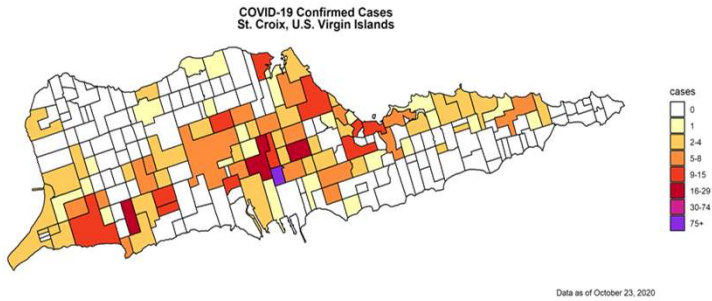 COVID-19 Confirmed Cases
St. Croix, U.S. Virgin Islands
cases
0
1
2-4
5-8
9-15
16-29
30-74
75+
Data as of October 23, 2020